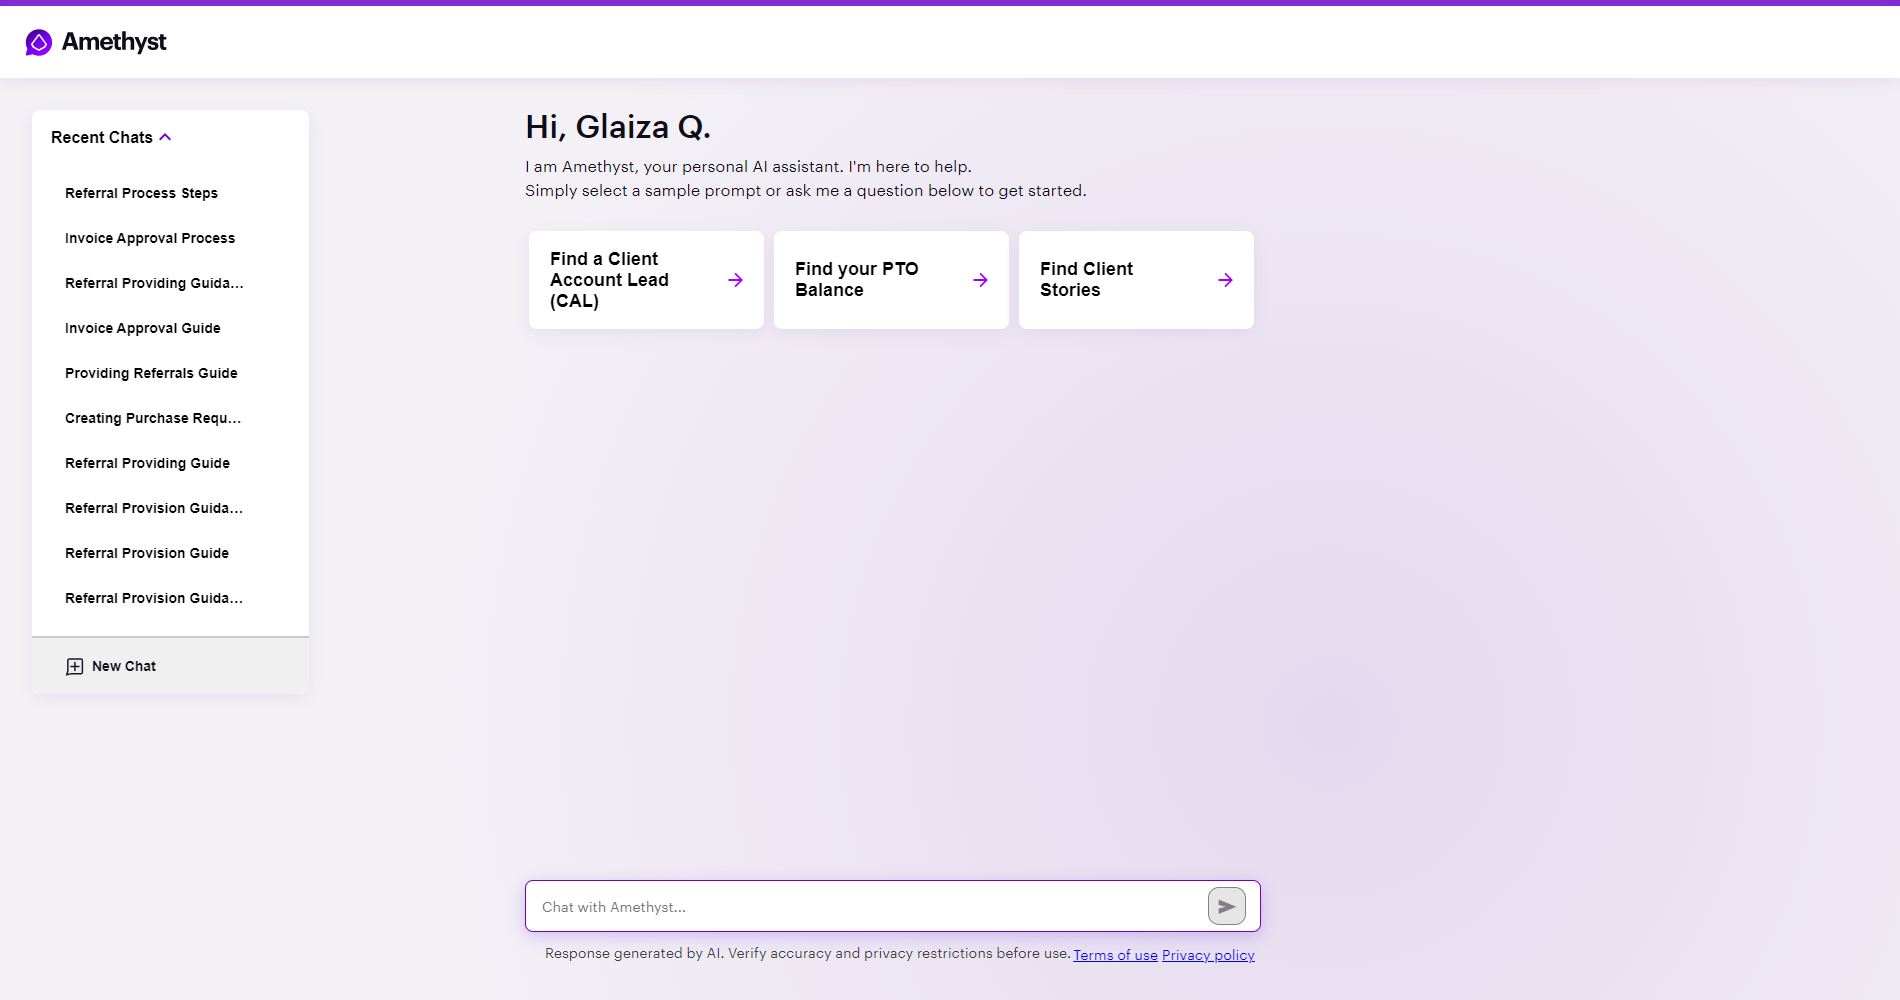 Amethyst
Recent Chats
Referral Process Steps
Invoice Approval Process
Referral Providing Guida...
Invoice Approval Guide
Providing Referrals Guide
Creating Purchase Requ...
Referral Providing Guide
Referral Provision Guida...
Referral Provision Guide
Referral Provision Guida...
New Chat
Hi, Glaiza Q.
I am Amethyst, your personal AI assistant. I'm here to help.
Simply select a sample prompt or ask me a question below to get started.
Find a Client
Account Lead
(CAL)
Find your PTO
Balance
Find Client
Stories
Chat with Amethyst...
Response generated by AI. Verify accuracy and privacy restrictions before use. Terms of use Privacy policy